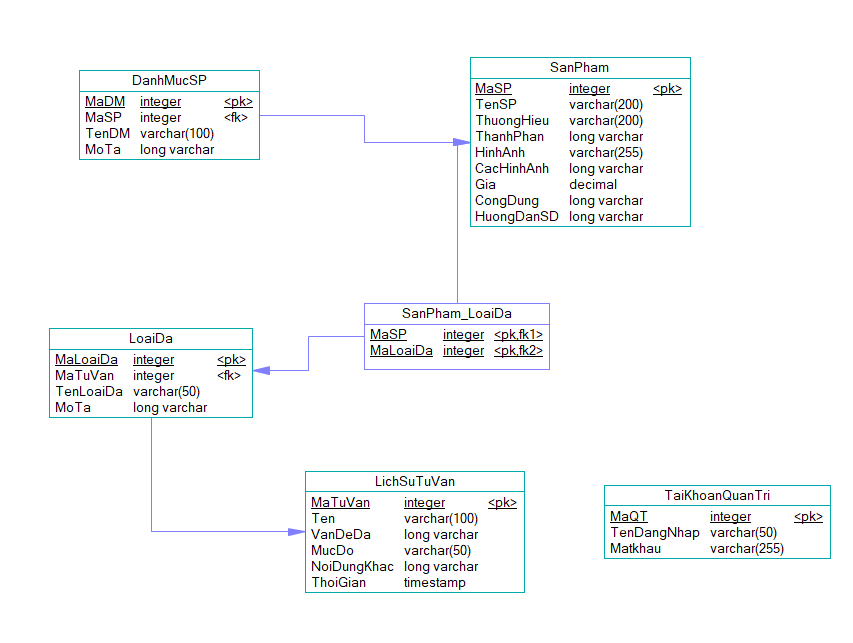 DanhMucSP
MaDM integer <pk>
MaSP integer <fk>
TenDM varchar(100)
MoTa long varchar
SanPham
MaSP integer <pk>
TenSP varchar(200)
ThuongHieu varchar(200)
ThanhPhan long varchar
HinhAnh varchar(255)
CacHinhAnh long varchar
Gia decimal
CongDung long varchar
HuongDanSD long varchar
SanPham_LoaiDa
MaSP integer <pk,fk1>
MaLoaiDa integer <pk,fk2>
LoaiDa
MaLoaiDa integer <pk>
MaTuVan integer <fk>
TenLoaiDa varchar(50)
MoTa long varchar
LichSuTuVan
MaTuVan integer <pk>
Ten varchar(100)
VanDeDa long varchar
MucDo varchar(50)
NoiDungKhac long varchar
ThoiGian timestamp
TaiKhoanQuanTri
MaQT integer <pk>
TenDangNhap varchar(50)
Matkhau varchar(255)